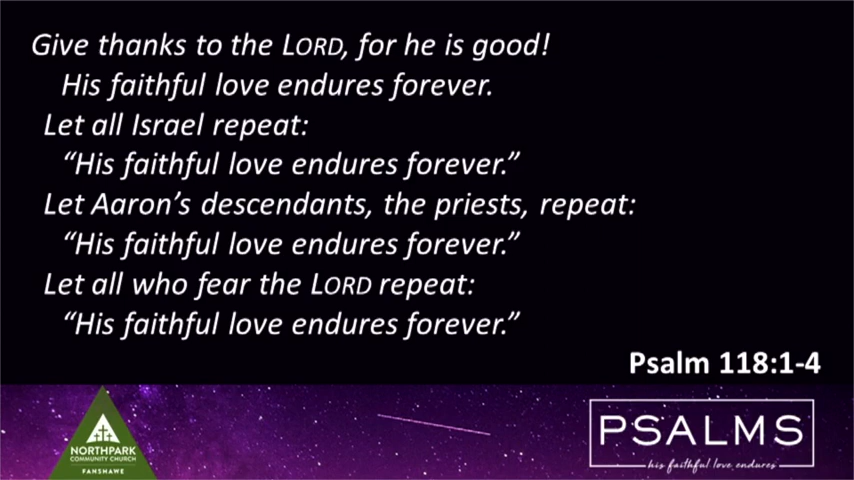 Give thanks to the LORD, for he is good!
His faithful love endures forever.
Let all Israel repeat:
“His faithful love endures forever.”
Let Aaron’s descendants, the priests, repeat:
“His faithful love endures forever.”
Let all who fear the LORD repeat:
“His faithful love endures forever.”
Psalm 118:1-4
NORTHPARK
COMMUNITY CHURCH
FANSHAWE
PSALMS
his faithful love endures